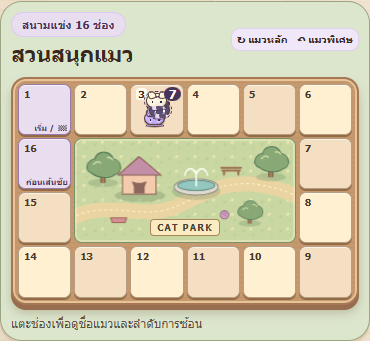 สนามแข่ง 16 ช่อง
สวนสนุกแมว
↻ แมวหลัก ↶ แมวพิเศษ
1 2 3 7 4 5 6
เริ่ม / 🏁
16 7
ก่อนเส้นชัย
15 8
CAT PARK
14 13 12 11 10 9
แตะช่องเพื่อดูชื่อแมวและลำดับการซ้อน